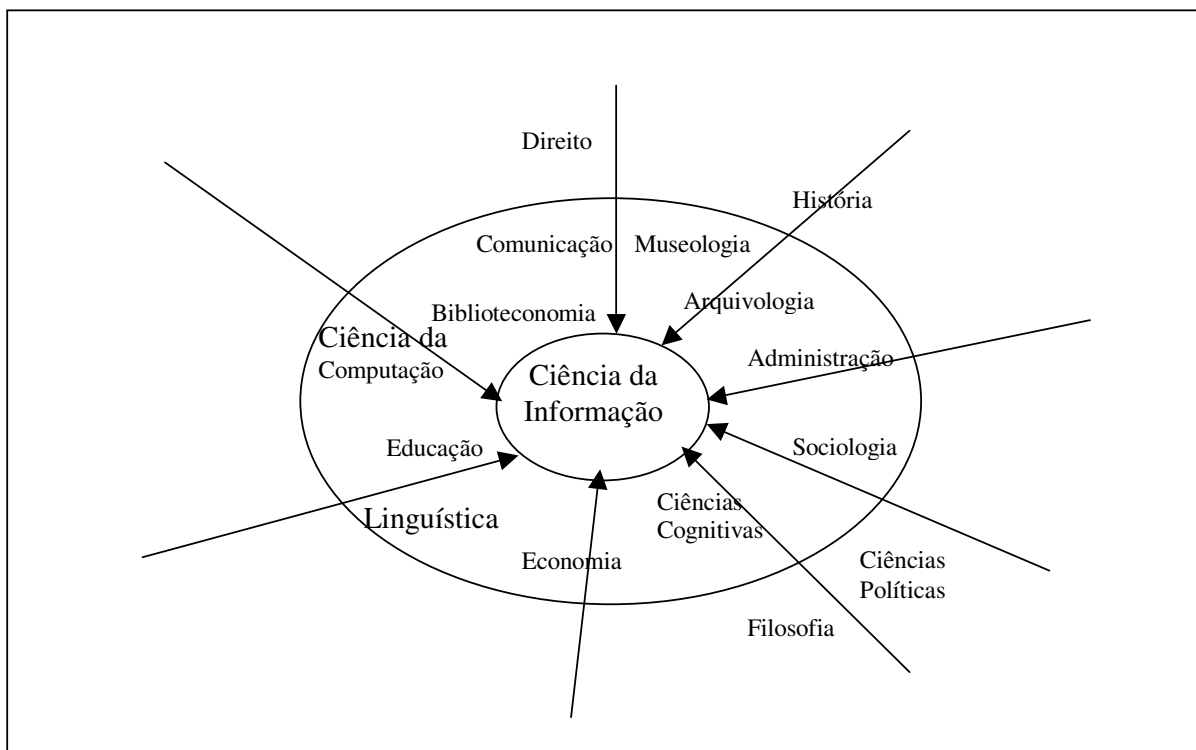 Direito
História
Comunicação
Museologia
Biblioteconomia
Arquivologia
Ciência da
Computação
Administração
Ciência da
Informação
Educação
Sociologia
Linguística
Ciências
Cognitivas
Economia
Ciências
Políticas
Filosofia